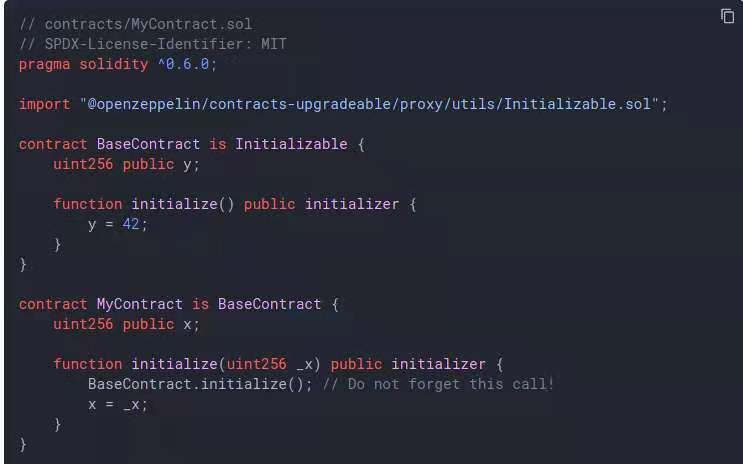 // contracts/MyContract.sol
// SPDX-License-Identifier: MIT
pragma solidity ^0.6.0;
import "@openzeppelin/contracts-upgradeable/proxy/utils/Initializable.sol";
contract BaseContract is Initializable {
    uint256 public y;
    function initialize() public initializer {
        y = 42;
    }
}
contract MyContract is BaseContract {
    uint256 public x;
    function initialize(uint256 _x) public initializer {
        BaseContract.initialize(); // Do not forget this call!
        x = _x;
    }
}